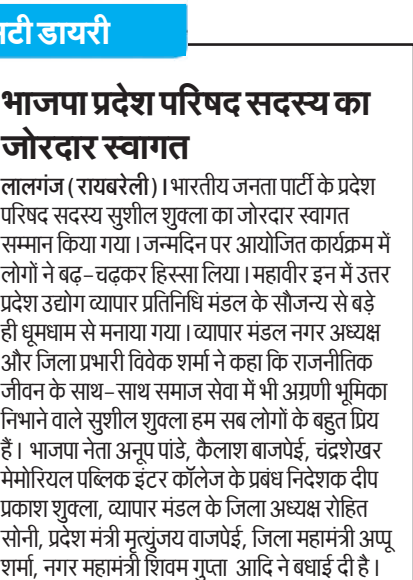 सटी डायरी
भाजपा प्रदेश परिषद सदस्य का
जोरदार स्वागत
लालगंज (रायबरेली)। भारतीय जनता पार्टी के प्रदेश
परिषद सदस्य सुशील शुक्ला का जोरदार स्वागत
सम्मान किया गया। जन्मदिन पर आयोजित कार्यक्रम में
लोगों ने बढ़-चढ़कर हिस्सा लिया। महावीर इन में उत्तर
प्रदेश उद्योग व्यापार प्रतिनिधि मंडल के सौजन्य से बड़े
ही धूमधाम से मनाया गया। व्यापार मंडल नगर अध्यक्ष
और जिला प्रभारी विवेक शर्मा ने कहा कि राजनीतिक
जीवन के साथ-साथ समाज सेवा में भी अग्रणी भूमिका
निभाने वाले सुशील शुक्ला हम सब लोगों के बहुत प्रिय
हैं। भाजपा नेता अनूप पांडे, कैलाश बाजपेई, चंद्रशेखर
मेमोरियल पब्लिक इंटर कॉलेज के प्रबंध निदेशक दीप
प्रकाश शुक्ला, व्यापार मंडल के जिला अध्यक्ष रोहित
सोनी, प्रदेश मंत्री मृत्युंजय वाजपेई, जिला महामंत्री अप्पू
शर्मा, नगर महामंत्री शिवम गुप्ता आदि ने बधाई दी है।